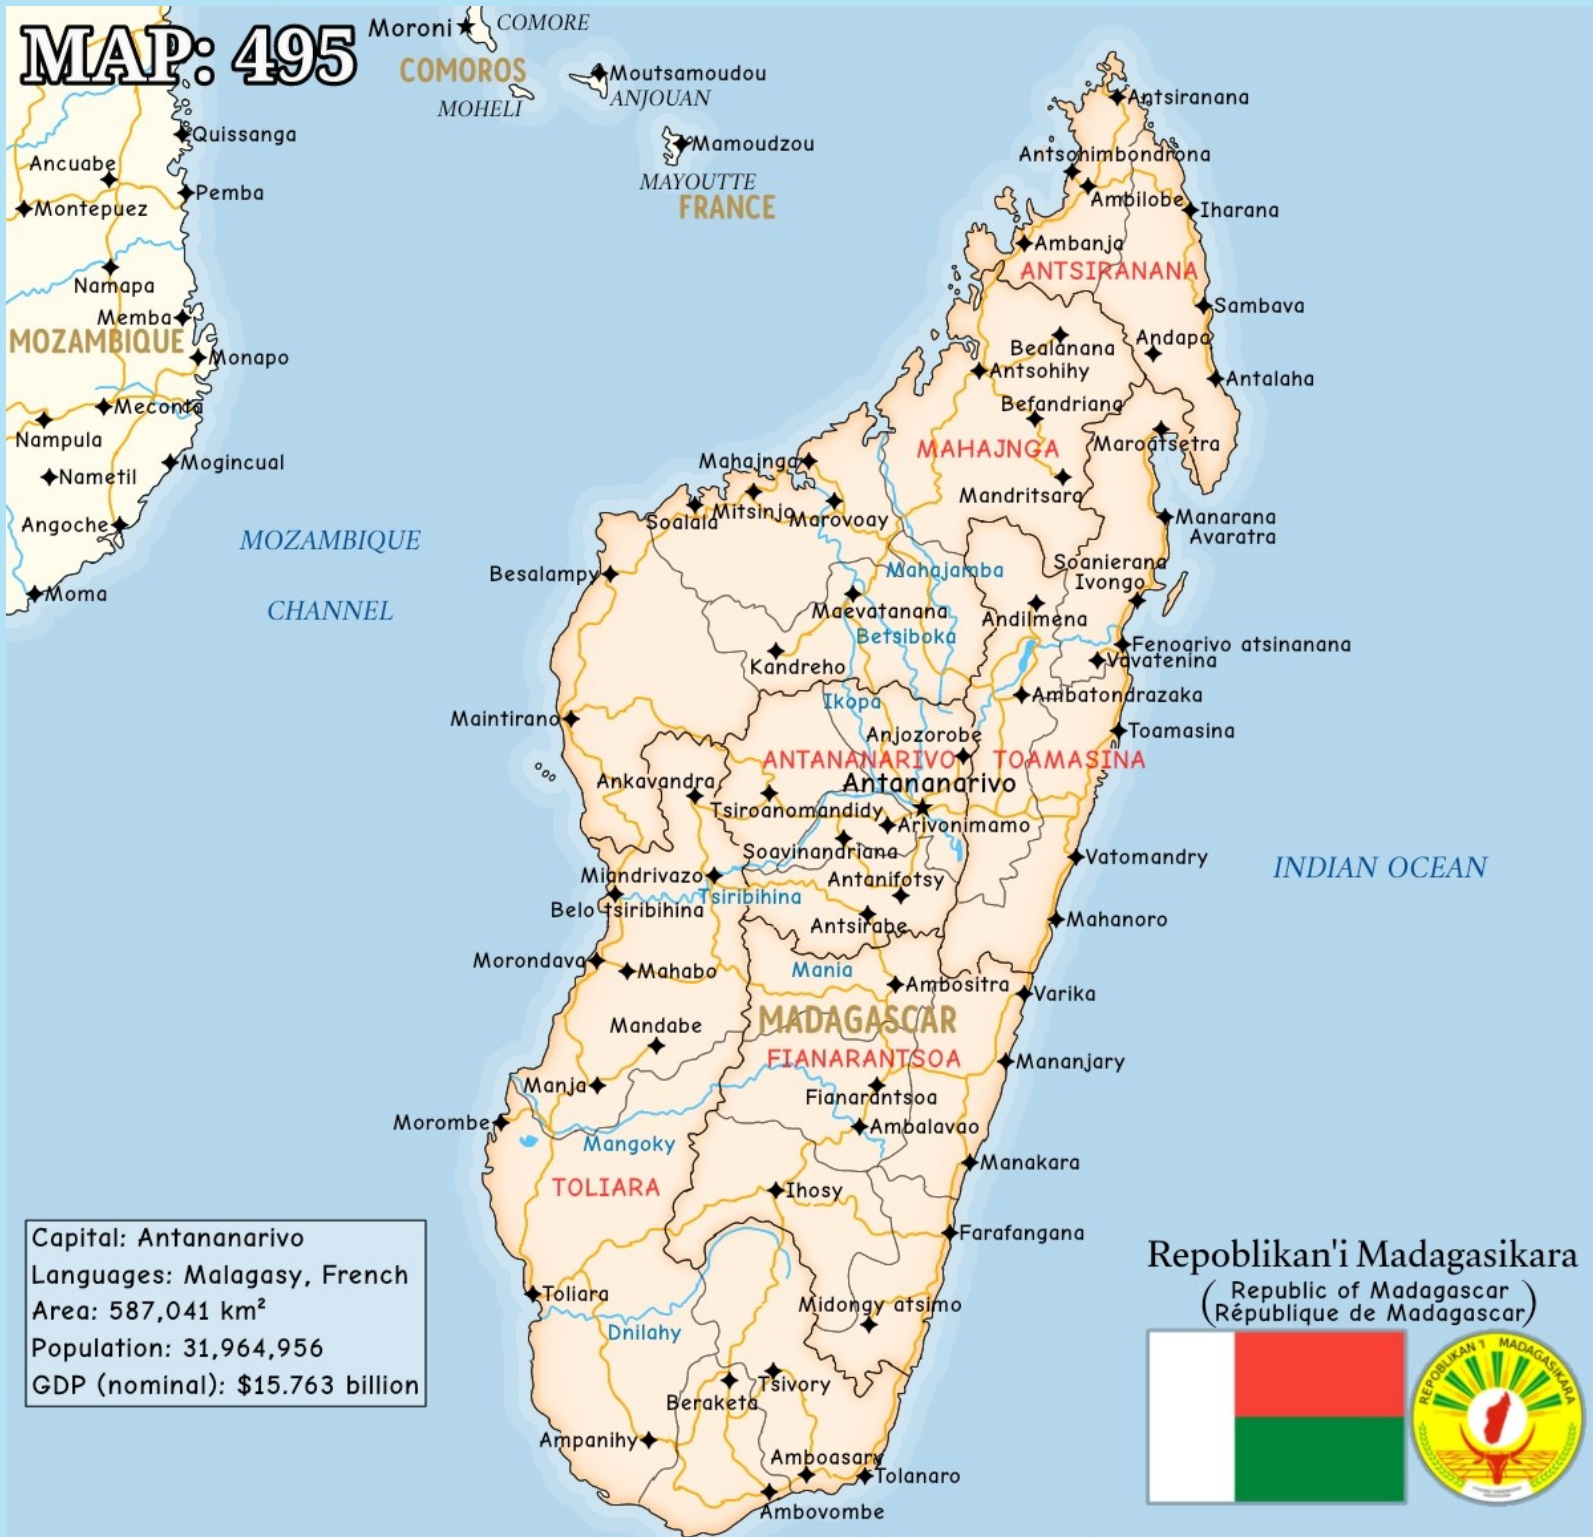 MAP: 495
Moroni
COMORE
COMOROS
MOHELI
Moutsamoudou
ANJOUAN
Mamoudzou
MAYOUTTE
FRANCE
Quissanga
Ancuabe
Pemba
Montepuez
Namapa
Memba
MOZAMBIQUE
Monapo
Meconta
Nampula
Nametil
Mogincual
Angoche
Moma
MOZAMBIQUE
CHANNEL
Antsiranana
Antsohimbondrona
Ambilobe
Iharana
Ambanja
ANTSIRANANA
Sambava
Bealanana
Andapa
Antsohihy
Antalaha
Befandriana
MAHAJNGA
Maroatsetra
Mahajnga
Mandritsara
Soalala
Mitsinjo
Marovoay
Manarana
Avaratra
Besalampy
Mahajamba
Soanierana
Ivongo
Maevatanana
Andilmena
Betsiboka
Fenoarivo atsinanana
Vavatenina
Kandreho
Ikopa
Ambatondrazaka
Maintirano
Anjozorobe
Toamasina
ANTANANARIVO
TOAMASINA
Ankavandra
Antananarivo
Tsiroanomandidy
Arivonimamo
Soavinandriana
Vatomandry
INDIAN OCEAN
Miandrivazo
Antanifotsy
Tsiribihina
Belo tsiribihina
Antsirabe
Mahanoro
Morondava
Mahabo
Mania
Ambositra
Varika
MADAGASCAR
Mandabe
FIANARANTSOA
Mananjary
Manja
Fianarantsoa
Morombe
Ambalavao
Mangoky
Manakara
TOLIARA
Ihosy
Farafangana
Toliara
Midongy atsimo
Dnilahy
Tsivory
Beraketa
Ampanihy
Amboasary
Tolanaro
Ambovombe
Capital: Antananarivo
Languages: Malagasy, French
Area: 587,041 km²
Population: 31,964,956
GDP (nominal): $15.763 billion
Repoblikan'i Madagasikara
(Republic of Madagascar
République de Madagascar)
REPOBLIKAN'I MADAGASIKARA